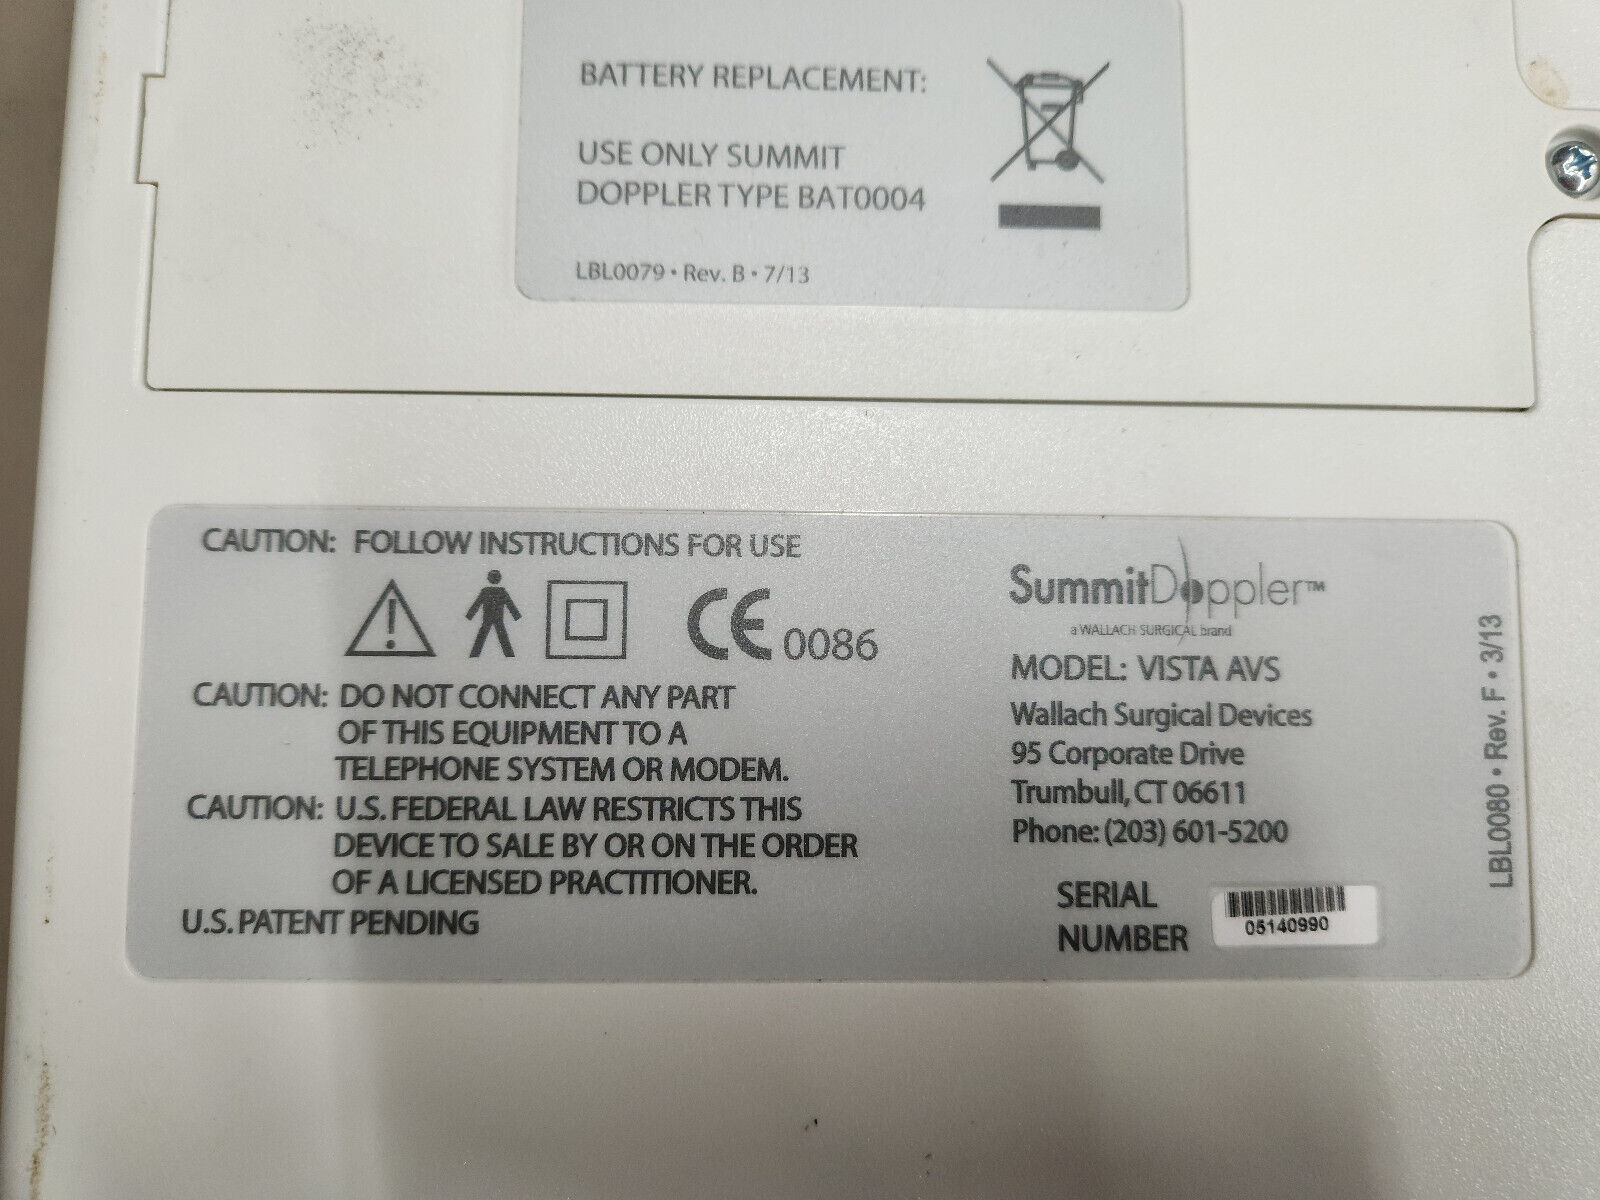 BATTERY REPLACEMENT:
USE ONLY SUMMIT
DOPPLER TYPE BAT0004
LBL0079 • Rev. B • 7/13
CAUTION: FOLLOW INSTRUCTIONS FOR USE
CE 0086
CAUTION: DO NOT CONNECT ANY PART
OF THIS EQUIPMENT TO A
TELEPHONE SYSTEM OR MODEM.
CAUTION: U.S. FEDERAL LAW RESTRICTS THIS
DEVICE TO SALE BY OR ON THE ORDER
OF A LICENSED PRACTITIONER.
U.S. PATENT PENDING
SummitDoppler™
a WALLACH SURGICAL brand
MODEL: VISTA AVS
Wallach Surgical Devices
95 Corporate Drive
Trumbull, CT 06611
Phone: (203) 601-5200
SERIAL
NUMBER
05140990
LBL0080 • Rev. F • 3/13